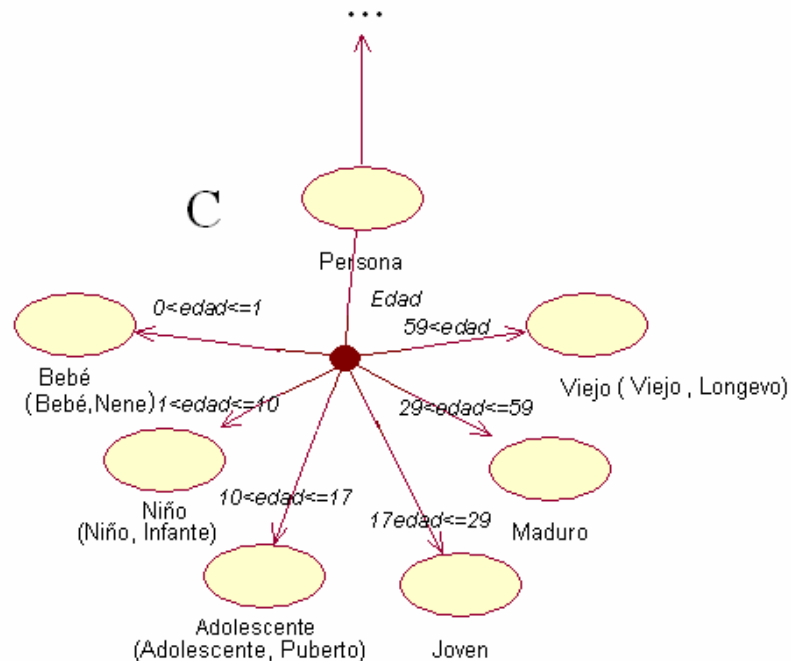 ...
C
Persona
Edad
0<edad<=1
59<edad
Bebé
(Bebé,Nene)
Viejo ( Viejo , Longevo)
1<edad<=10
29<edad<=59
Niño
(Niño, Infante)
10<edad<=17
17edad<=29
Maduro
Adolescente
(Adolescente, Puberto)
Joven